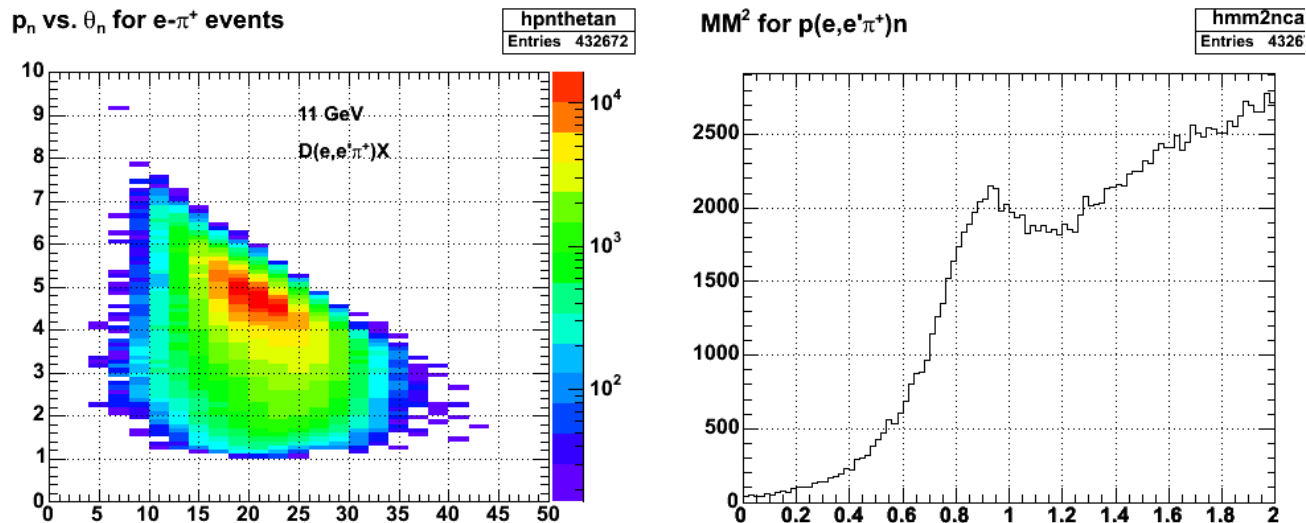 pₙ vs. θₙ for e-π⁺ events
hpnthetan
Entries 432672
11 GeV
D(e,e'π⁺)X
10
9
8
7
6
5
4
3
2
1
0
0 5 10 15 20 25 30 35 40 45 50
10⁴
10³
10²
MM² for p(e,e'π⁺)n
hmm2nca
Entries 4326
2500
2000
1500
1000
500
0
0 0.2 0.4 0.6 0.8 1 1.2 1.4 1.6 1.8 2